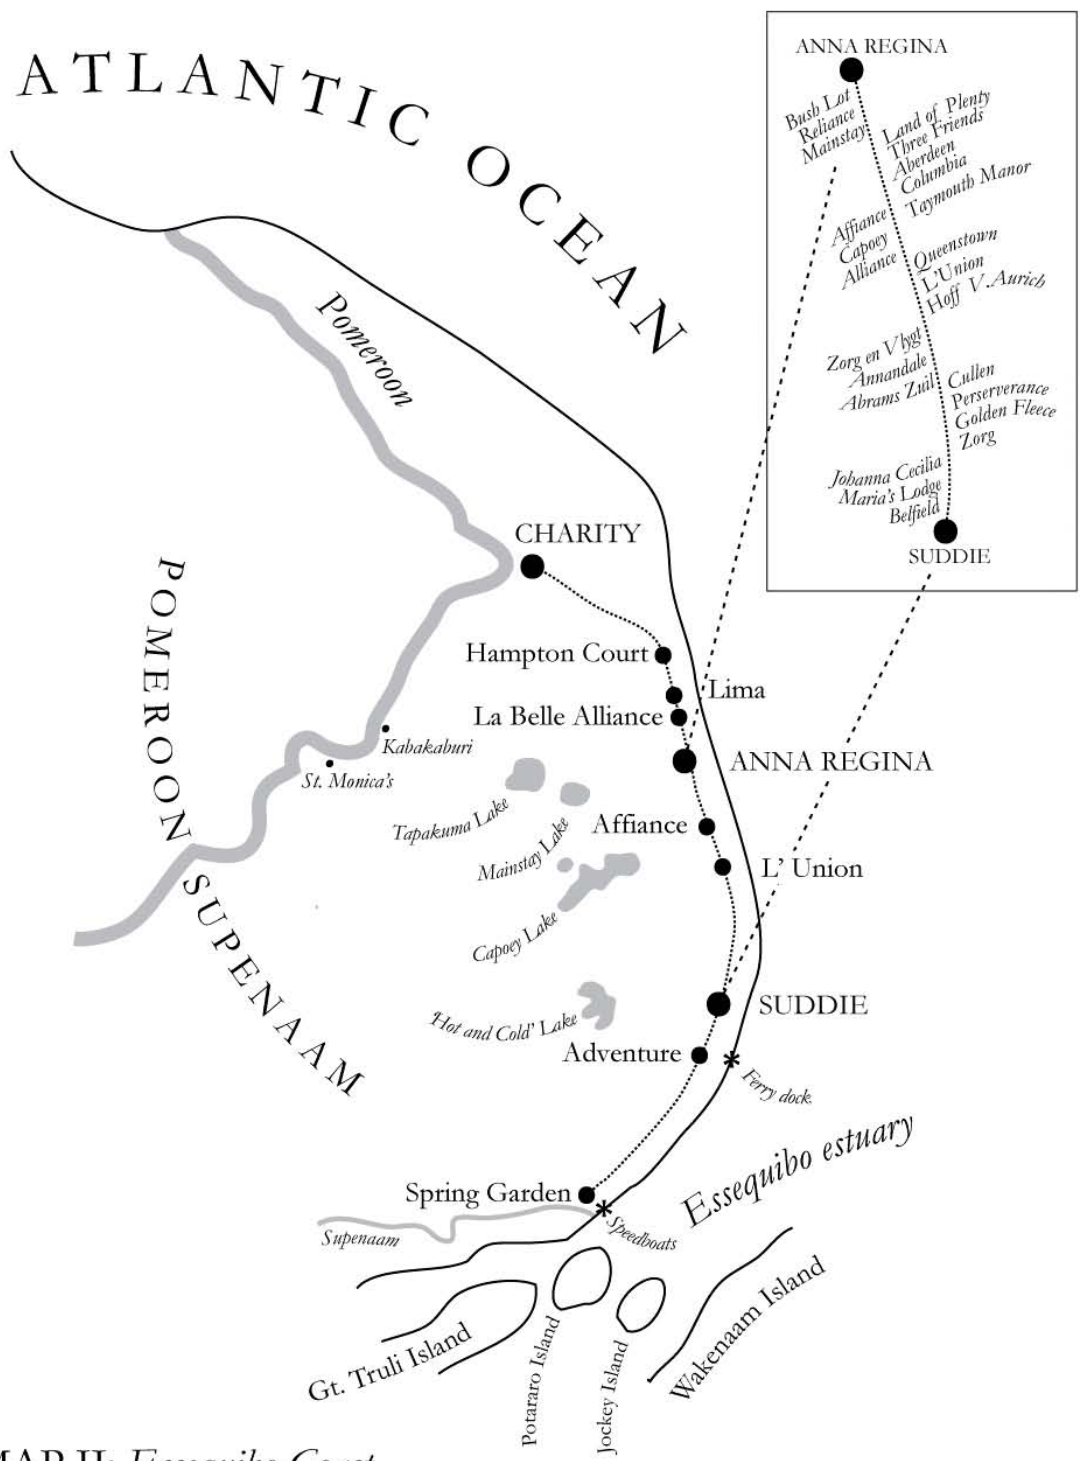 ATLANTIC OCEAN
ANNA REGINA
Bush Lot
Reliance
Mainstay
Land of Plenty
Three Friends
Aberdeen
Columbia
Taymouth Manor
Affiance
Capoey
Alliance
Queenstown
L'Union
Hoff V. Aurich
Zorg en Vlygt
Annandale
Abrams Zuil
Cullen
Perserverance
Golden Fleece
Zorg
Johanna Cecilia
Maria's Lodge
Belfield
SUDDIE
Pomeroon
CHARITY
POMEROON
SUPENAAM
Hampton Court
Lima
La Belle Alliance
Kabakaburi
St. Monica's
ANNA REGINA
Tapakuma Lake
Mainstay Lake
Affiance
L' Union
Capoey Lake
'Hot and Cold' Lake
SUDDIE
Adventure
Ferry dock
Essequibo estuary
Spring Garden
Supenaam
Speedboats
Gt. Truli Island
Potararo Island
Jockey Island
Wakenaam Island
MAP II: Essequibo Coast